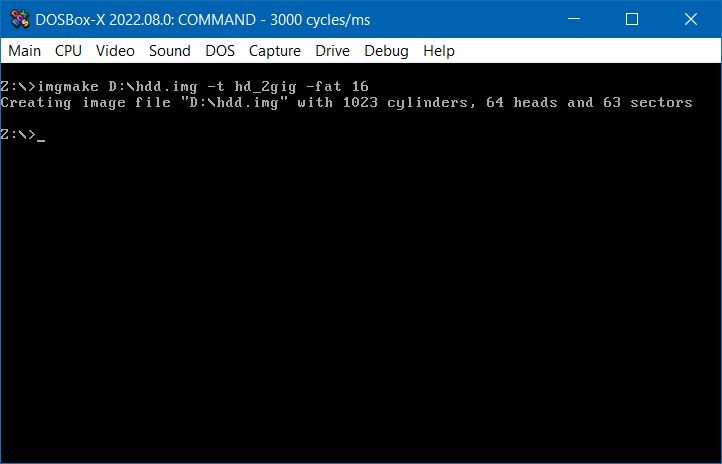 DOSBox-X 2022.08.0: COMMAND - 3000 cycles/ms
Main CPU Video Sound DOS Capture Drive Debug Help
Z:\>imgmake D:\hdd.img -t hd_2gig -fat 16
Creating image file "D:\hdd.img" with 1023 cylinders, 64 heads and 63 sectors
Z:\>_